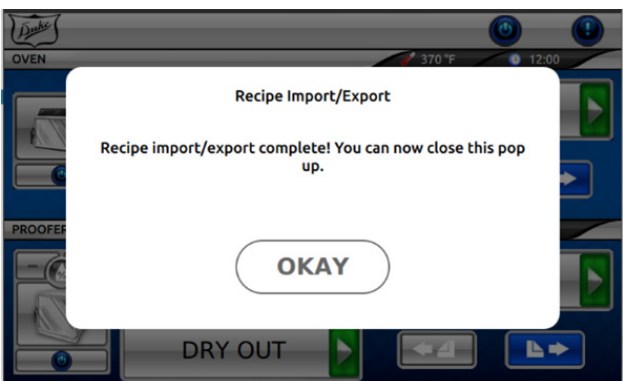 Duke
OVEN
370 °F
12:00
Recipe Import/Export
Recipe import/export complete! You can now close this pop
up.
OKAY
PROOFER
DRY OUT